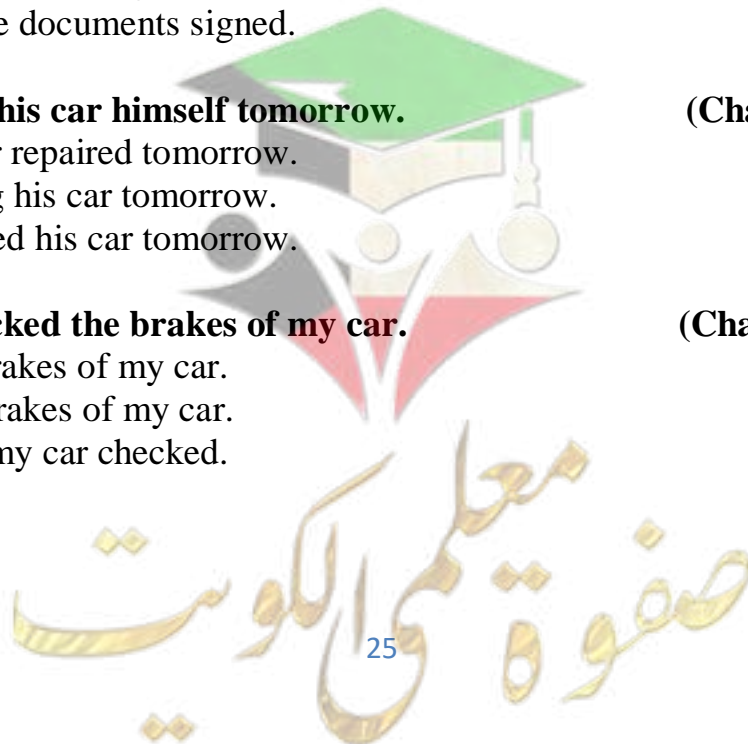 e documents signed.
his car himself tomorrow. (Cha
r repaired tomorrow.
g his car tomorrow.
ed his car tomorrow.
cked the brakes of my car. (Cha
rakes of my car.
rakes of my car.
my car checked.
صفوة معلمى الكويت
25